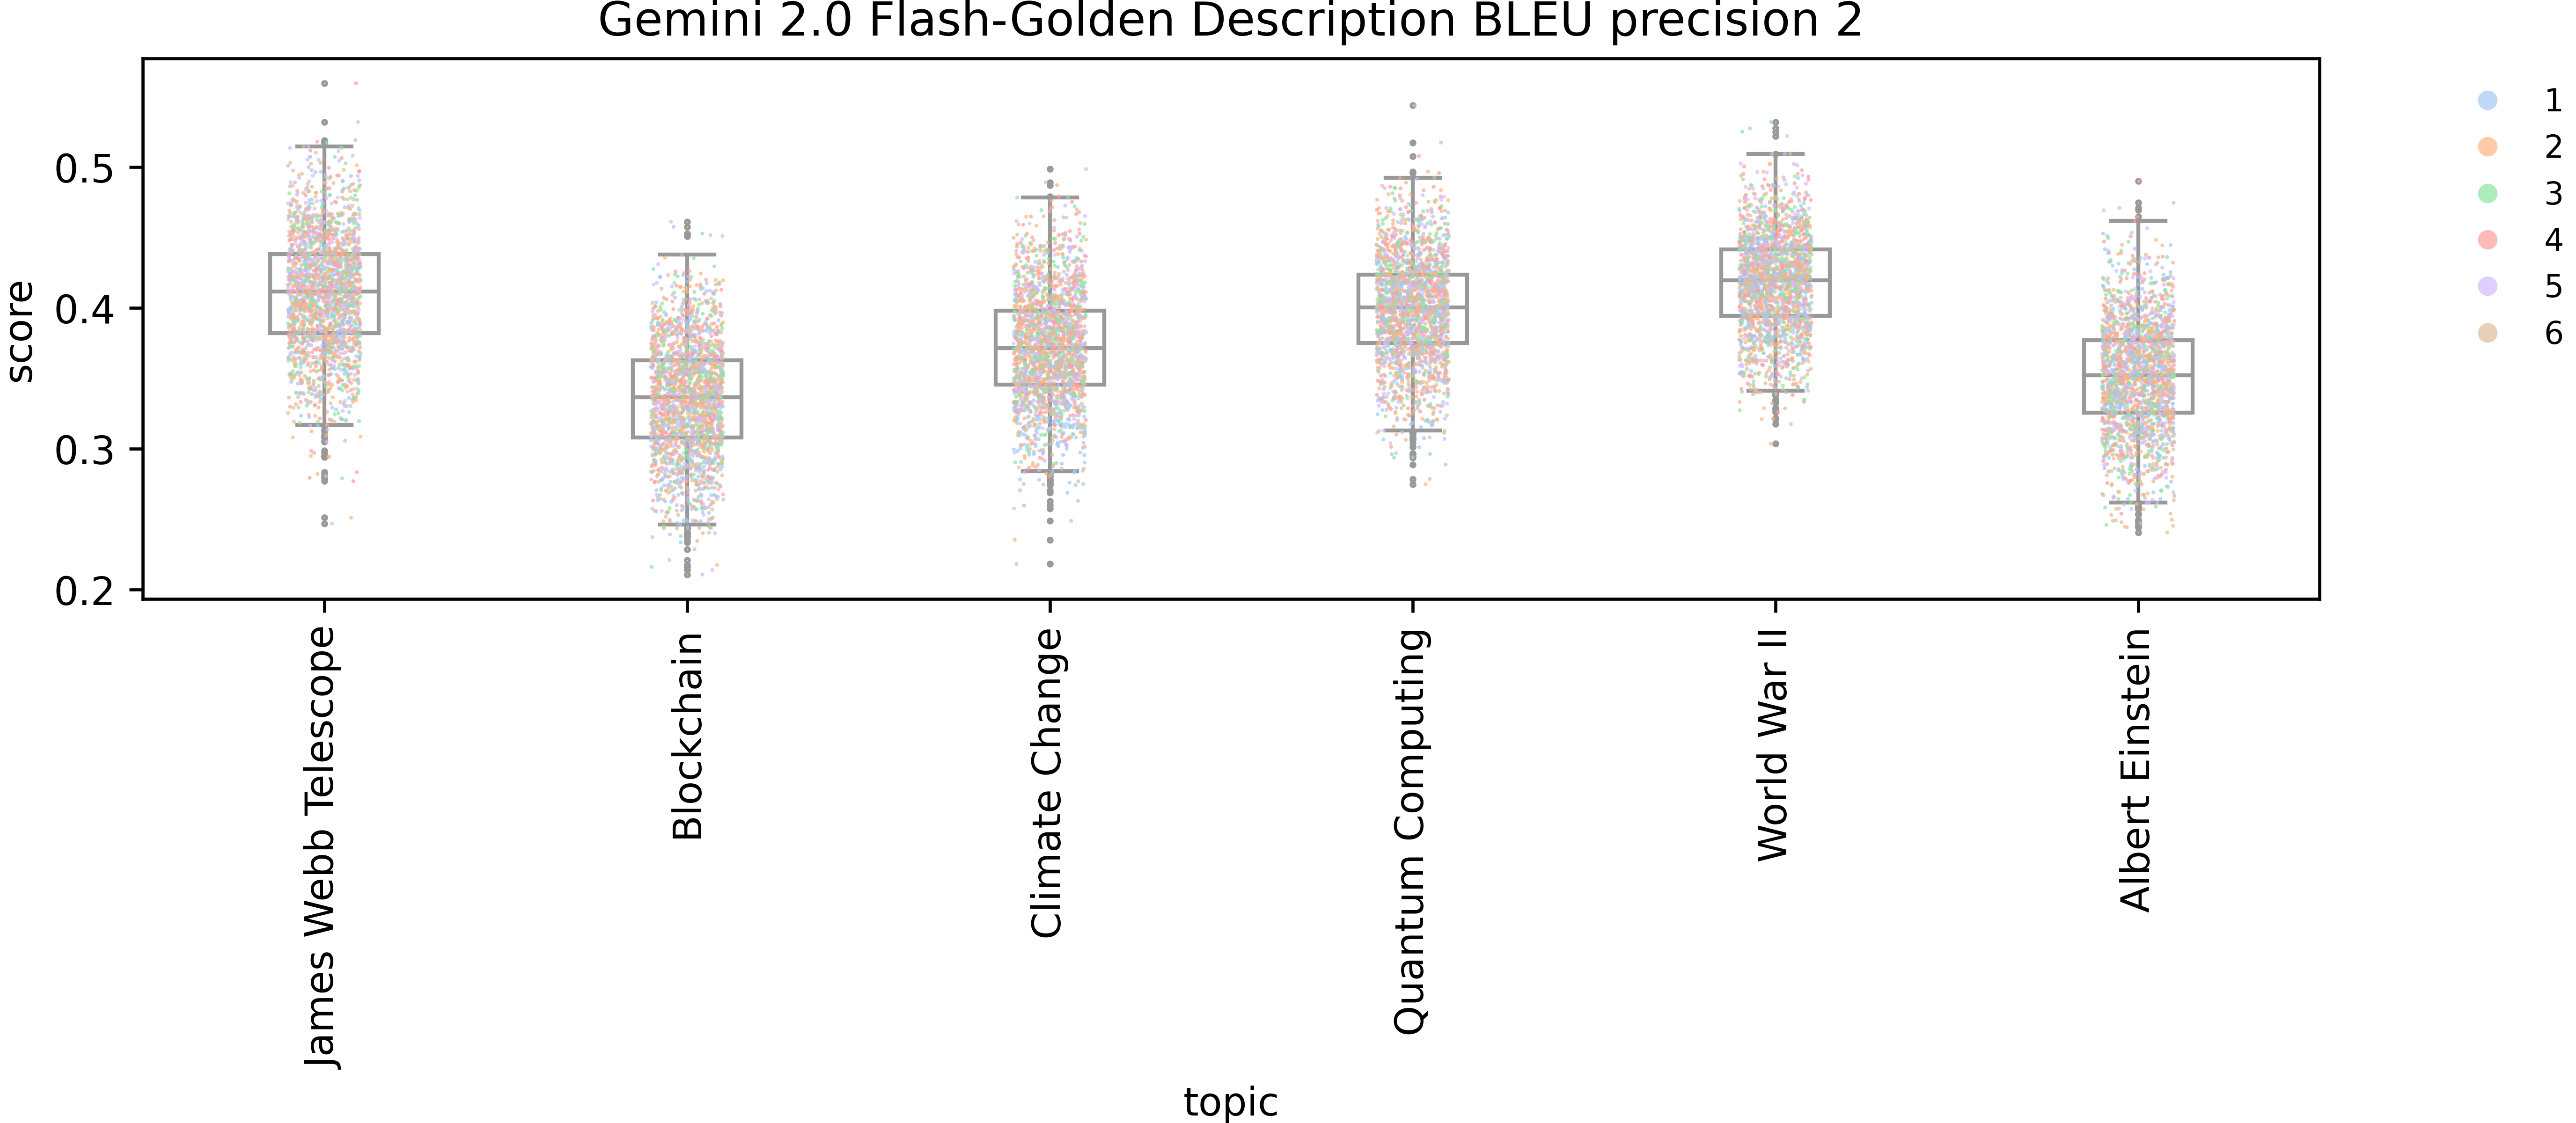 Gemini 2.0 Flash-Golden Description BLEU precision 2
score
0.5
0.4
0.3
0.2
James Webb Telescope
Blockchain
Climate Change
Quantum Computing
World War II
Albert Einstein
topic
1
2
3
4
5
6